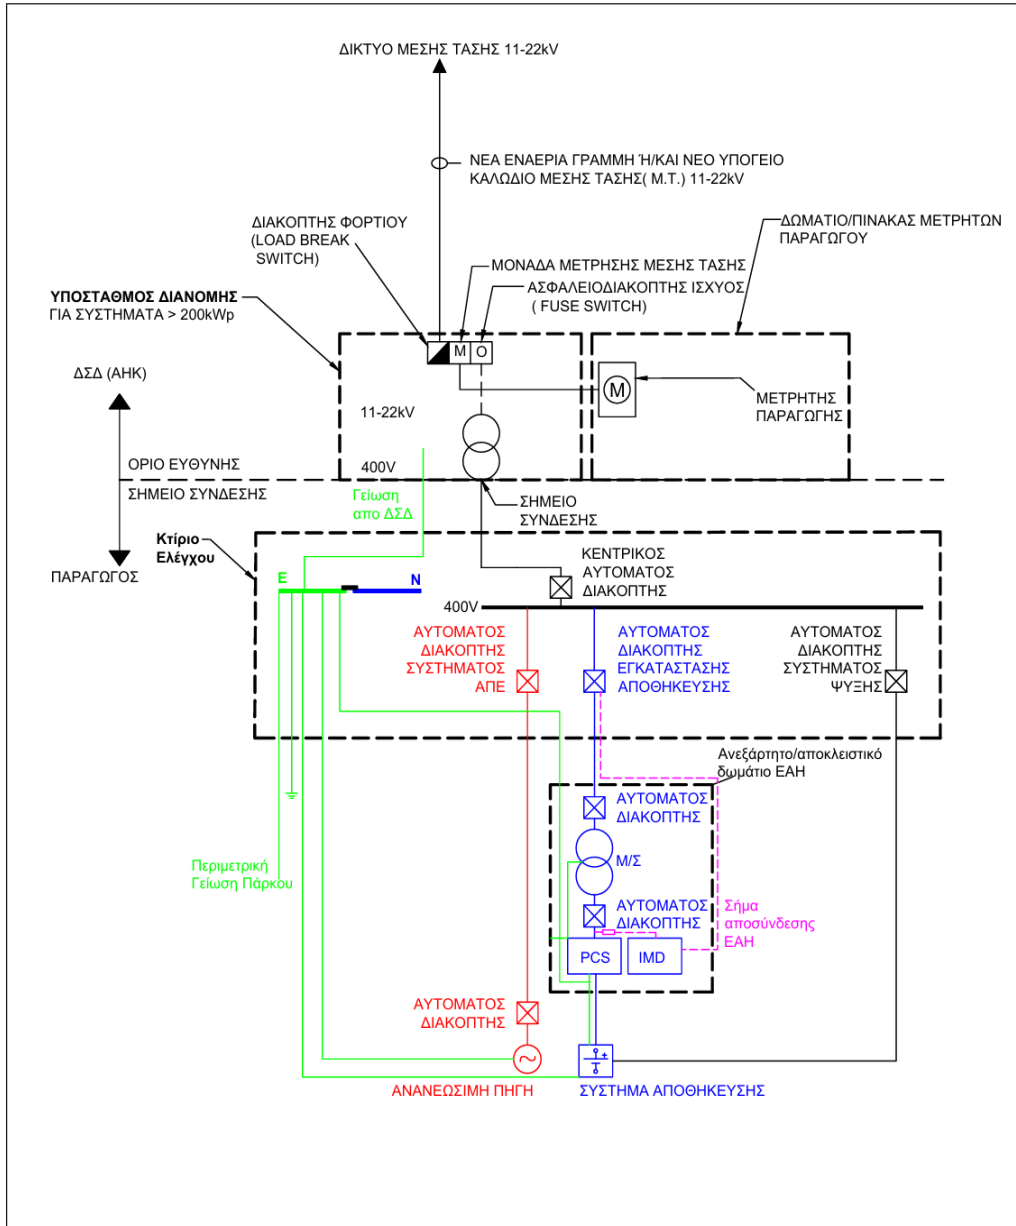 ΔΙΚΤΥΟ ΜΕΣΗΣ ΤΑΣΗΣ 11-22kV
ΝΕΑ ΕΝΑΕΡΙΑ ΓΡΑΜΜΗ Ή/ΚΑΙ ΝΕΟ ΥΠΟΓΕΙΟ
ΚΑΛΩΔΙΟ ΜΕΣΗΣ ΤΑΣΗΣ( Μ.Τ.) 11-22kV
ΔΙΑΚΟΠΤΗΣ ΦΟΡΤΙΟΥ
(LOAD BREAK
SWITCH)
ΔΩΜΑΤΙΟ/ΠΙΝΑΚΑΣ ΜΕΤΡΗΤΩΝ
ΠΑΡΑΓΩΓΟΥ
ΜΟΝΑΔΑ ΜΕΤΡΗΣΗΣ ΜΕΣΗΣ ΤΑΣΗΣ
ΑΣΦΑΛΕΙΟΔΙΑΚΟΠΤΗΣ ΙΣΧΥΟΣ
( FUSE SWITCH)
ΥΠΟΣΤΑΘΜΟΣ ΔΙΑΝΟΜΗΣ
ΓΙΑ ΣΥΣΤΗΜΑΤΑ > 200kWp
M O
ΔΣΔ (ΑΗΚ)
M
ΜΕΤΡΗΤΗΣ
ΠΑΡΑΓΩΓΗΣ
11-22kV
400V
ΟΡΙΟ ΕΥΘΥΝΗΣ
ΣΗΜΕΙΟ ΣΥΝΔΕΣΗΣ
Γείωση
απο ΔΣΔ
ΣΗΜΕΙΟ
ΣΥΝΔΕΣΗΣ
Κτίριο
Ελέγχου
ΠΑΡΑΓΩΓΟΣ
E N
ΚΕΝΤΡΙΚΟΣ
ΑΥΤΟΜΑΤΟΣ
ΔΙΑΚΟΠΤΗΣ
400V
ΑΥΤΟΜΑΤΟΣ
ΔΙΑΚΟΠΤΗΣ
ΣΥΣΤΗΜΑΤΟΣ
ΑΠΕ
ΑΥΤΟΜΑΤΟΣ
ΔΙΑΚΟΠΤΗΣ
ΕΓΚΑΤΑΣΤΑΣΗΣ
ΑΠΟΘΗΚΕΥΣΗΣ
ΑΥΤΟΜΑΤΟΣ
ΔΙΑΚΟΠΤΗΣ
ΣΥΣΤΗΜΑΤΟΣ
ΨΥΞΗΣ
Ανεξάρτητο/αποκλειστικό
δωμάτιο ΕΑΗ
ΑΥΤΟΜΑΤΟΣ
ΔΙΑΚΟΠΤΗΣ
Μ/Σ
Περιμετρική
Γείωση Πάρκου
ΑΥΤΟΜΑΤΟΣ
ΔΙΑΚΟΠΤΗΣ
Σήμα
αποσύνδεσης
ΕΑΗ
PCS IMD
ΑΥΤΟΜΑΤΟΣ
ΔΙΑΚΟΠΤΗΣ
ΑΝΑΝΕΩΣΙΜΗ ΠΗΓΗ
ΣΥΣΤΗΜΑ ΑΠΟΘΗΚΕΥΣΗΣ